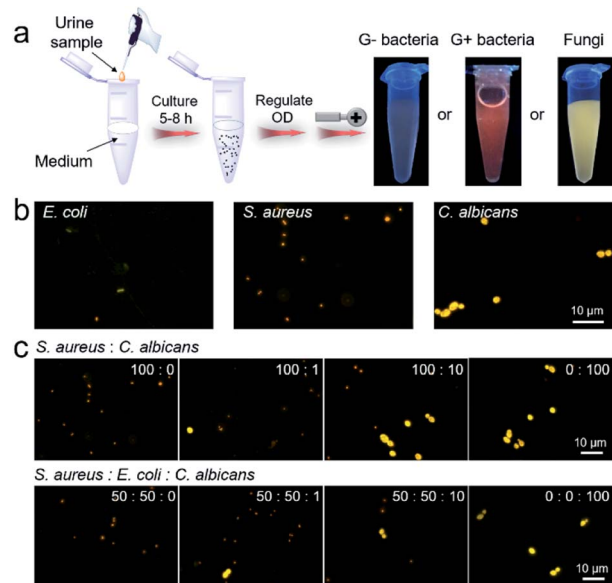 a
Urine
sample
Culture
5-8 h
Regulate
OD
Medium
G- bacteria
or
G+ bacteria
or
Fungi
b
E. coli
S. aureus
C. albicans
10 μm
c
S. aureus : C. albicans
100 : 0
100 : 1
100 : 10
0 : 100
10 μm
S. aureus : E. coli : C. albicans
50 : 50 : 0
50 : 50 : 1
50 : 50 : 10
0 : 0 : 100
10 μm